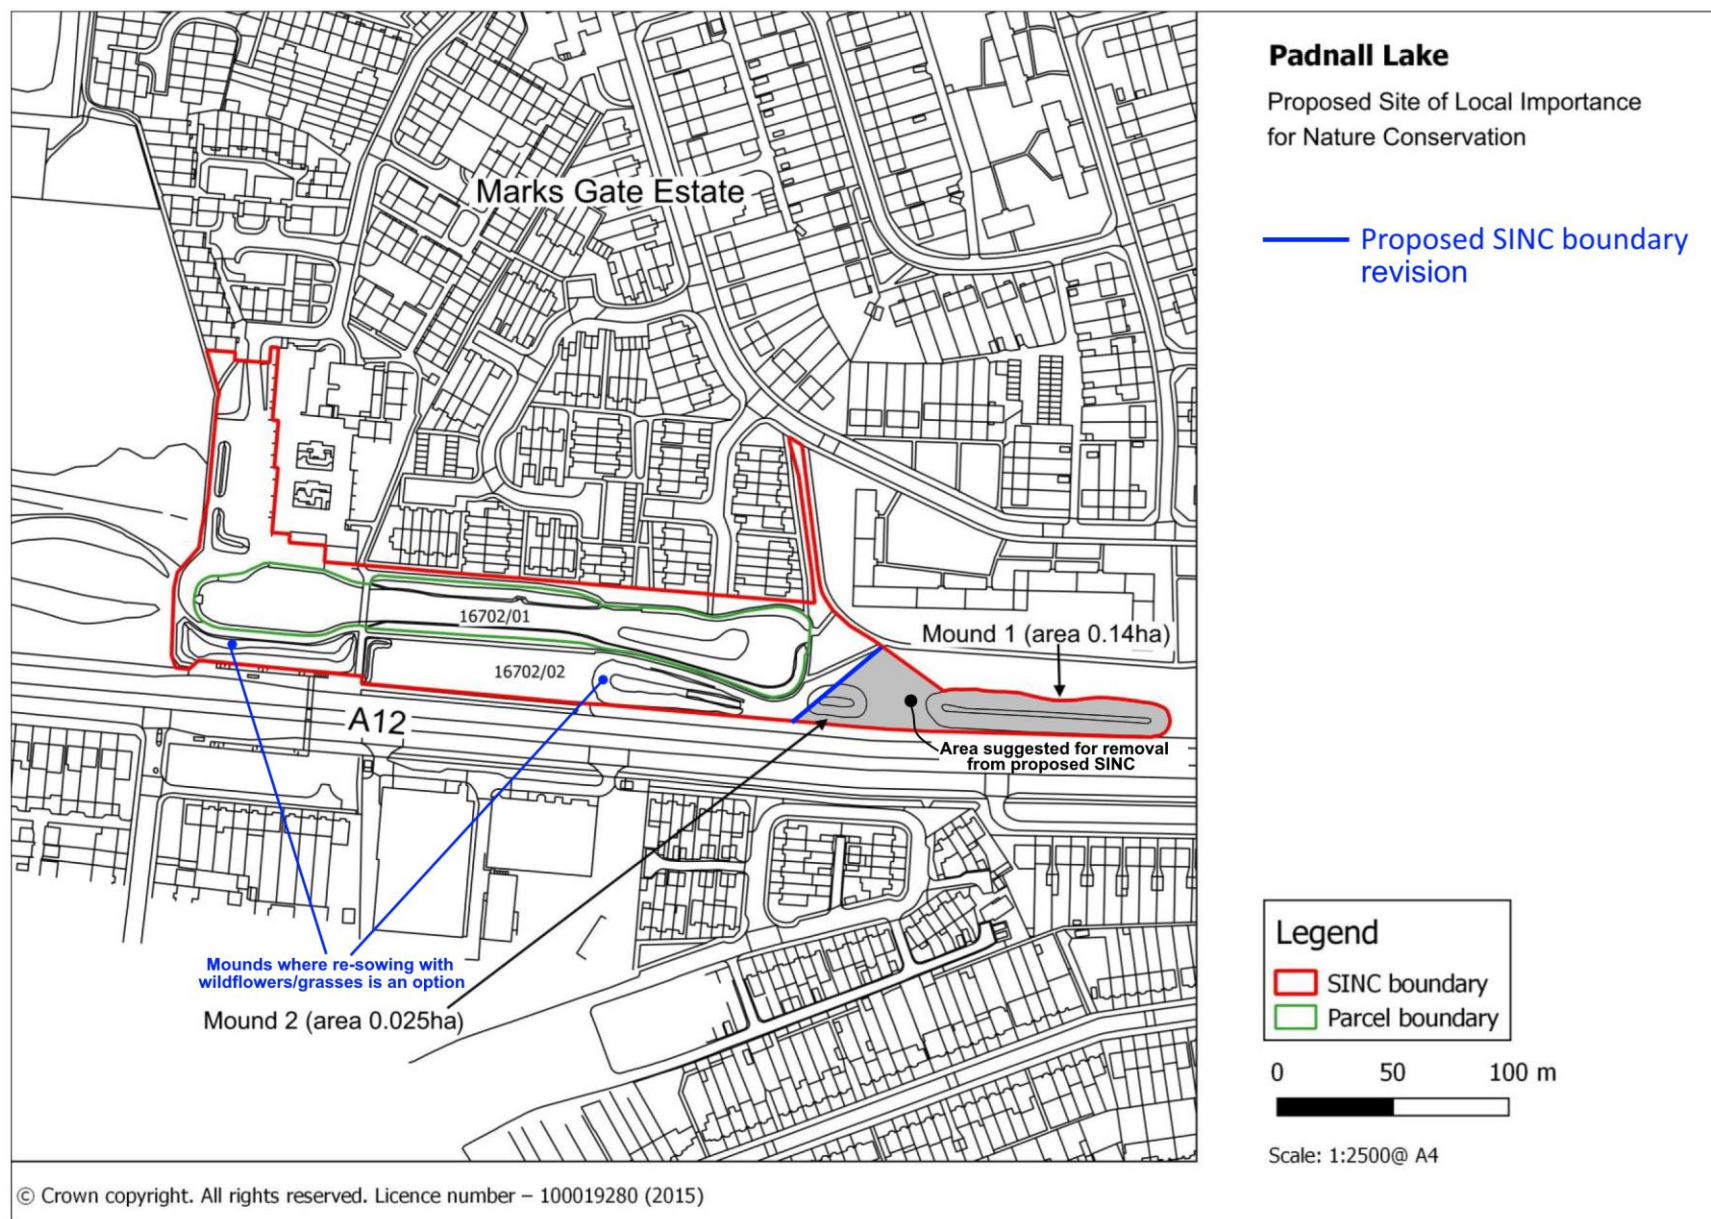 Padnall Lake
Proposed Site of Local Importance
for Nature Conservation
Proposed SINC boundary
revision
Marks Gate Estate
16702/01
16702/02
Mound 1 (area 0.14ha)
A12
Area suggested for removal
from proposed SINC
Mounds where re-sowing with
wildflowers/grasses is an option
Mound 2 (area 0.025ha)
Legend
SINC boundary
Parcel boundary
0 50 100 m
Scale: 1:2500@ A4
© Crown copyright. All rights reserved. Licence number – 100019280 (2015)